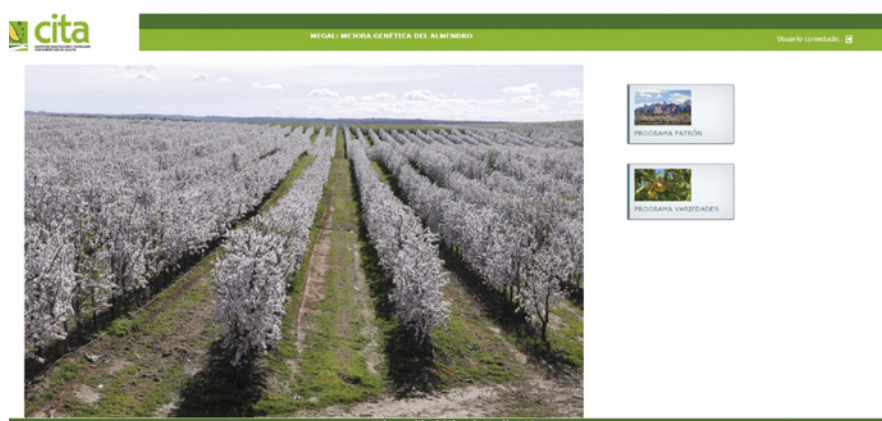 cita
MEGAL: MEJORA GENÉTICA DEL ALMENDRO
Usuario conectado:
PROGRAMA PATRÓN
PROGRAMA VARIEDADES